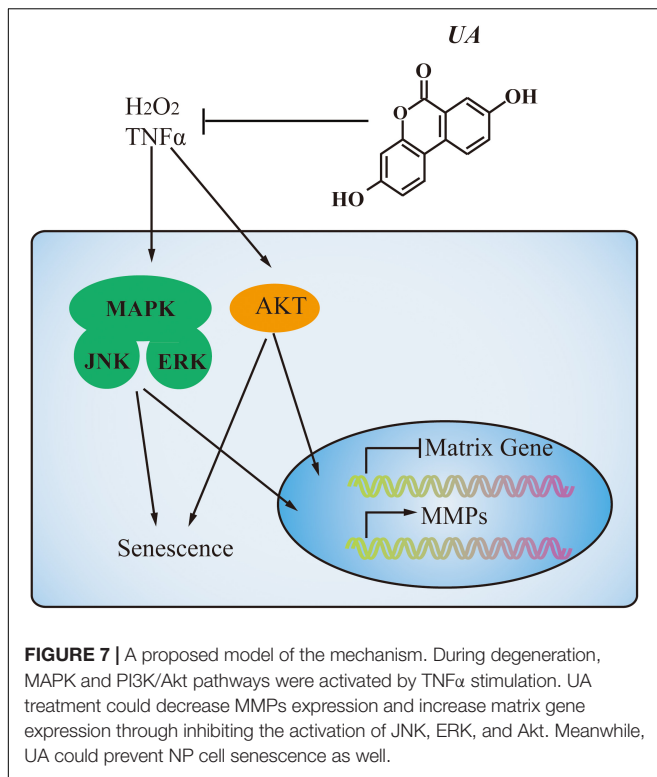 UA
O
O
OH
HO
H2O2
TNFα
MAPK
JNK ERK
AKT
Matrix Gene
MMPs
Senescence
FIGURE 7 | A proposed model of the mechanism. During degeneration,
MAPK and PI3K/Akt pathways were activated by TNFα stimulation. UA
treatment could decrease MMPs expression and increase matrix gene
expression through inhibiting the activation of JNK, ERK, and Akt. Meanwhile,
UA could prevent NP cell senescence as well.